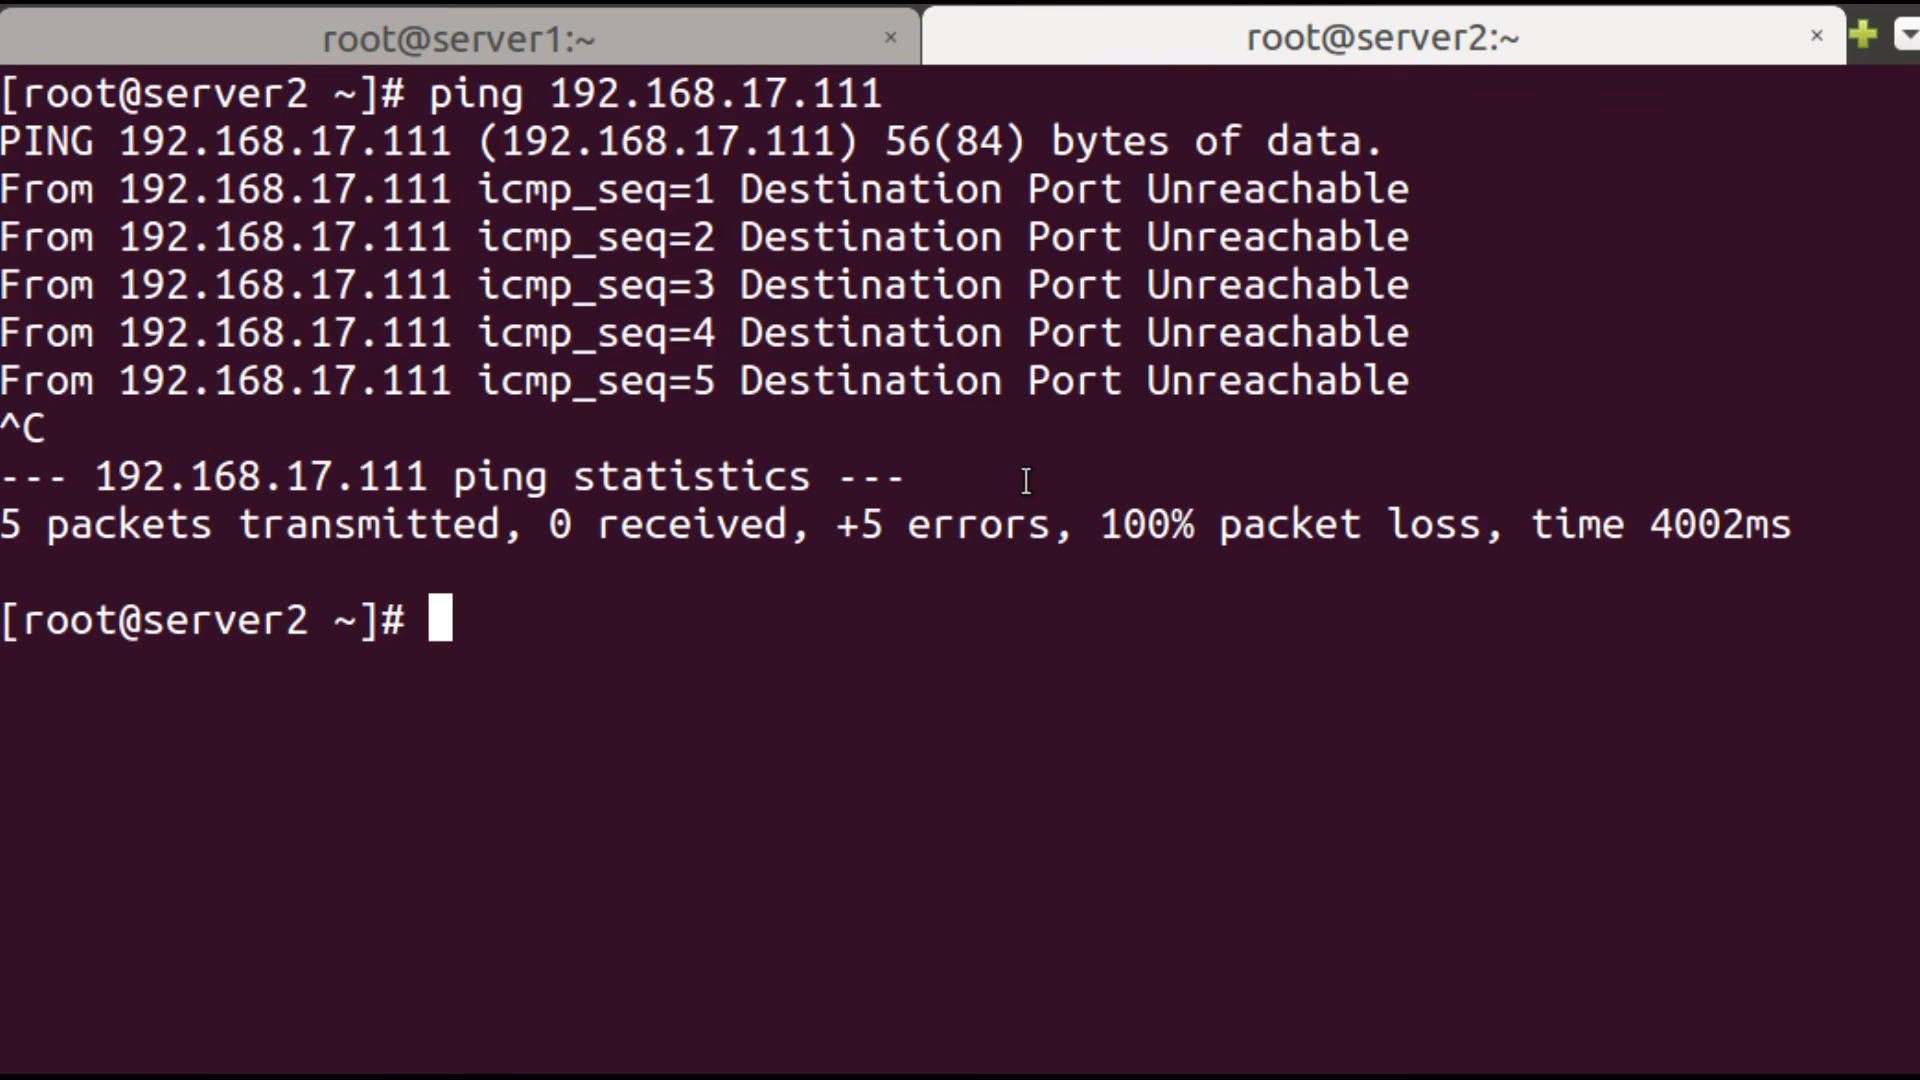 root@server1:~ ×
root@server2:~ ×
[root@server2 ~]# ping 192.168.17.111
PING 192.168.17.111 (192.168.17.111) 56(84) bytes of data.
From 192.168.17.111 icmp_seq=1 Destination Port Unreachable
From 192.168.17.111 icmp_seq=2 Destination Port Unreachable
From 192.168.17.111 icmp_seq=3 Destination Port Unreachable
From 192.168.17.111 icmp_seq=4 Destination Port Unreachable
From 192.168.17.111 icmp_seq=5 Destination Port Unreachable
^C
--- 192.168.17.111 ping statistics ---
5 packets transmitted, 0 received, +5 errors, 100% packet loss, time 4002ms
[root@server2 ~]#